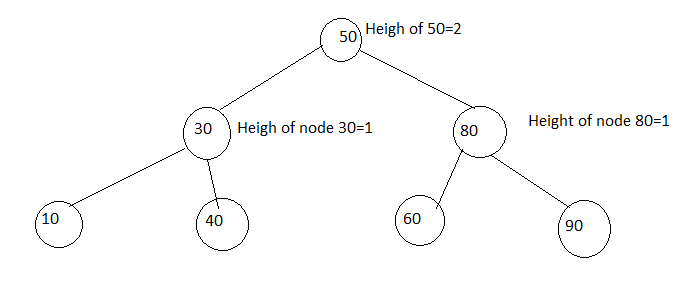 50 Heigh of 50=2
30 Heigh of node 30=1
80 Height of node 80=1
10
40
60
90